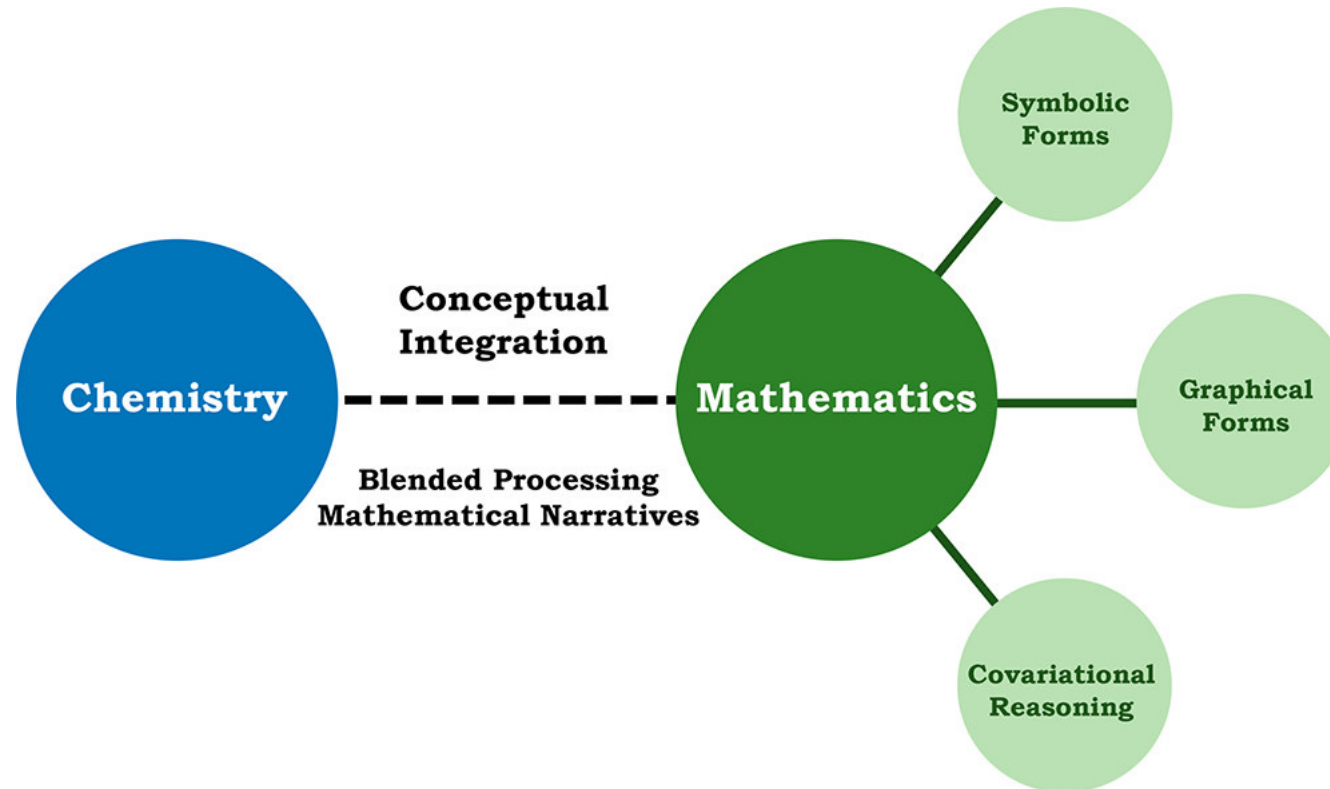 Symbolic
Forms
Conceptual
Integration
Chemistry
Mathematics
Graphical
Forms
Blended Processing
Mathematical Narratives
Covariational
Reasoning